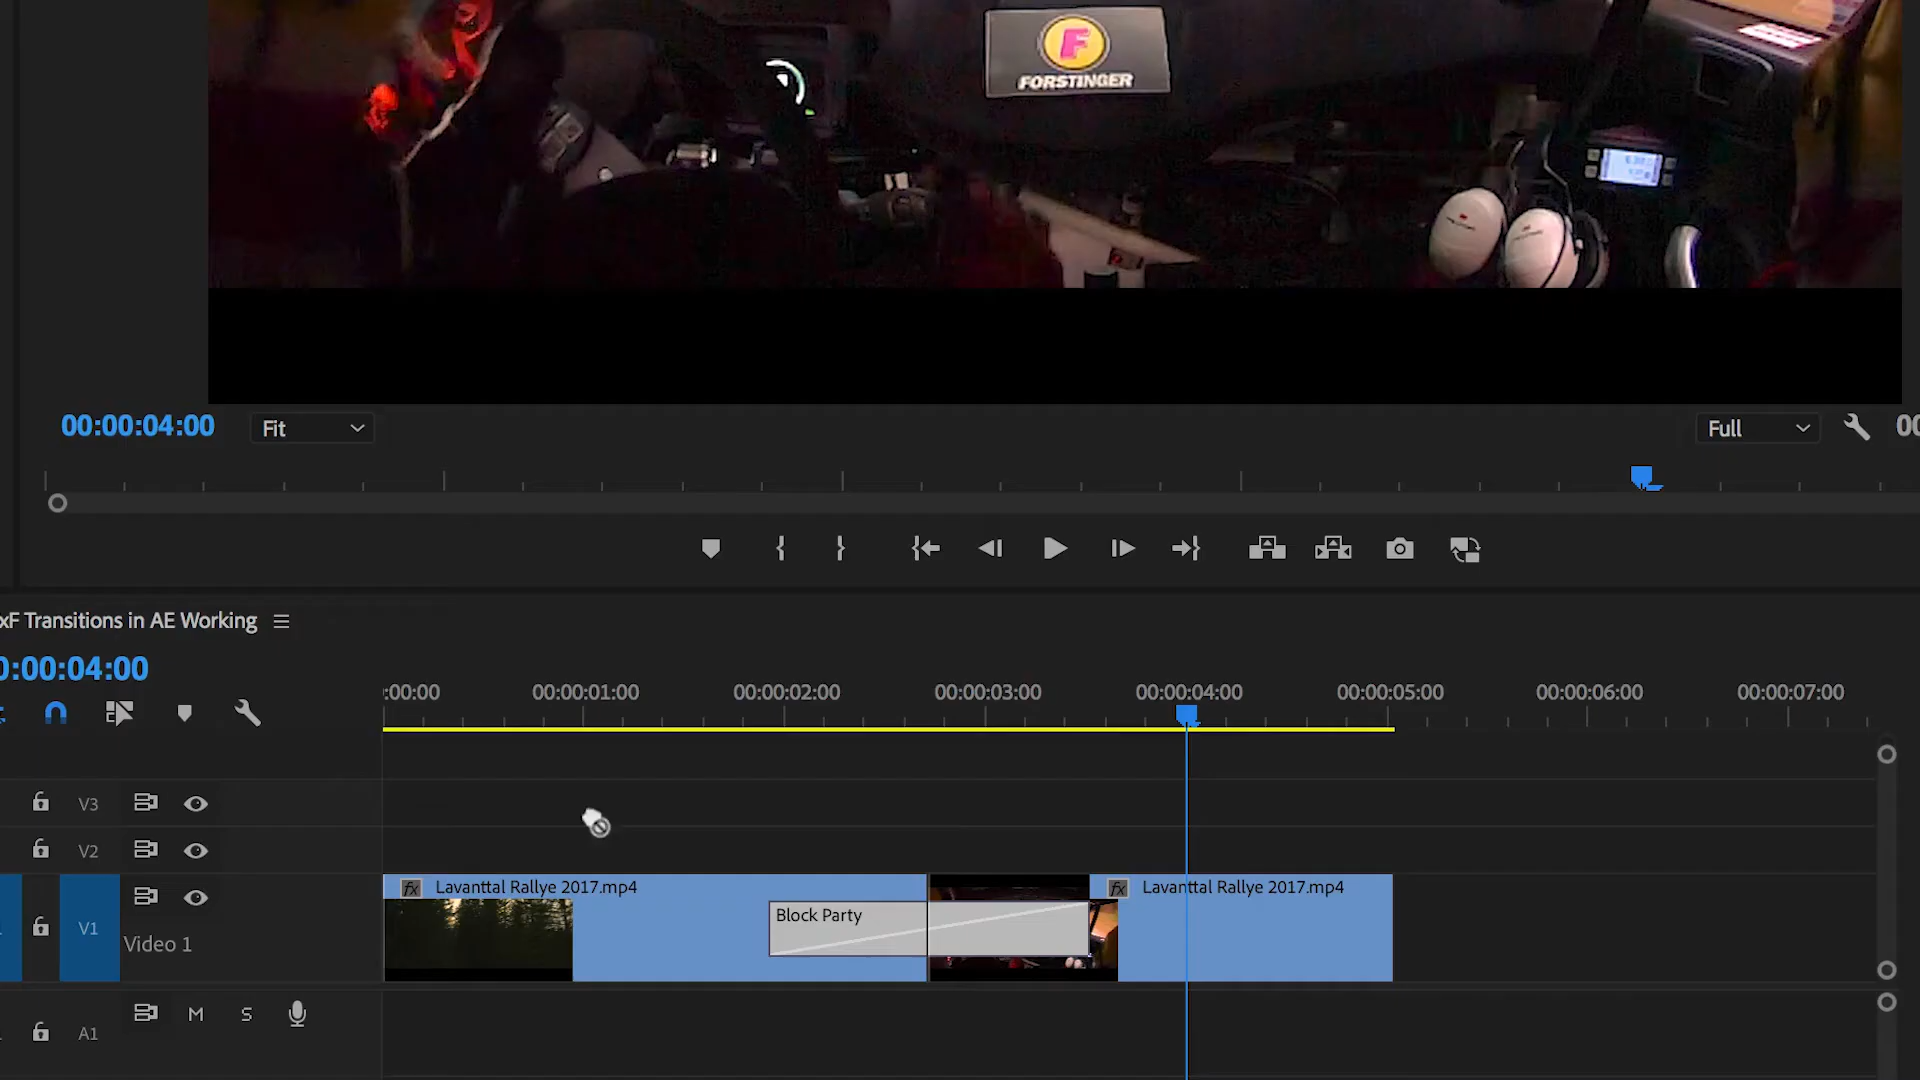 F
FORSTINGER
00:00:04:00
Fit
Full
00
xF Transitions in AE Working
0:00:04:00
:00:00
00:00:01:00
00:00:02:00
00:00:03:00
00:00:04:00
00:00:05:00
00:00:06:00
00:00:07:00
V3
V2
fx Lavanttal Rallye 2017.mp4
fx Lavanttal Rallye 2017.mp4
Block Party
V1
Video 1
M
S
A1